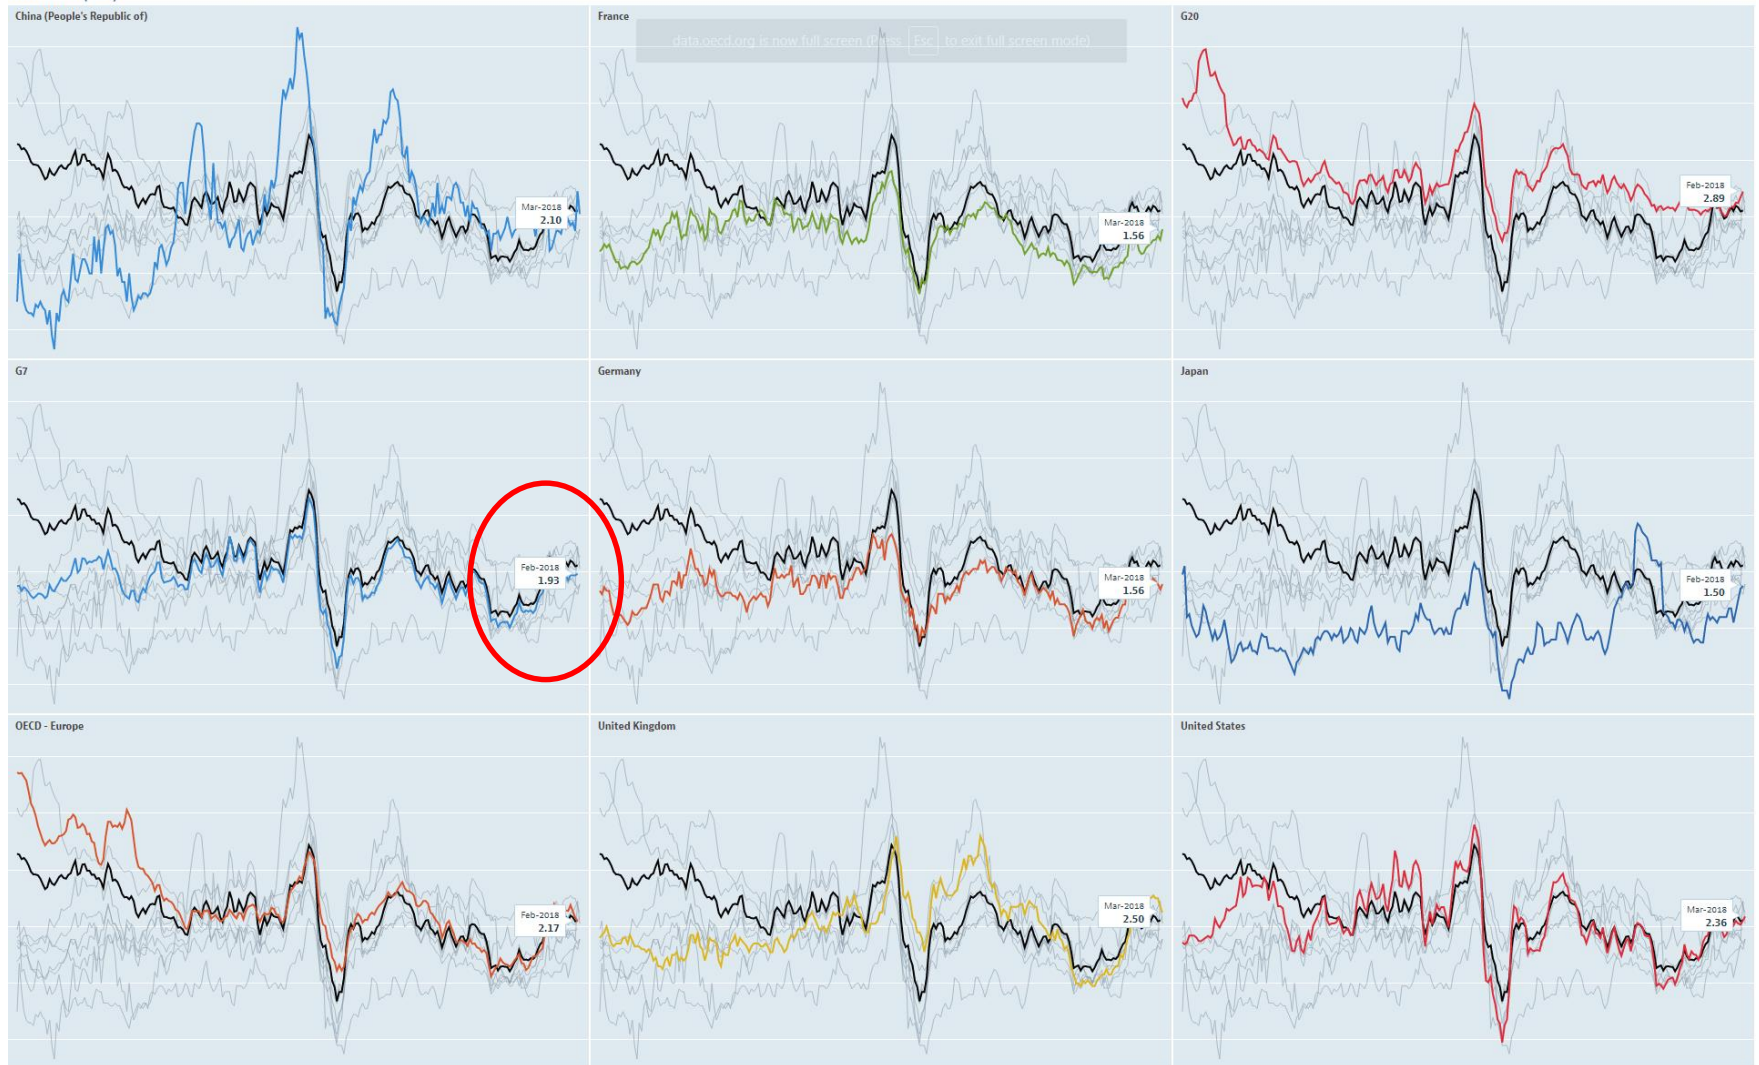 China (People's Republic of)
Mar-2018
2.10
France
data.oecd.org is now full screen (Press Esc to exit full screen mode)
Mar-2018
1.56
G20
Feb-2018
2.89
G7
Feb-2018
1.93
Germany
Mar-2018
1.56
Japan
Feb-2018
1.50
OECD - Europe
Feb-2018
2.17
United Kingdom
Mar-2018
2.50
United States
Mar-2018
2.36